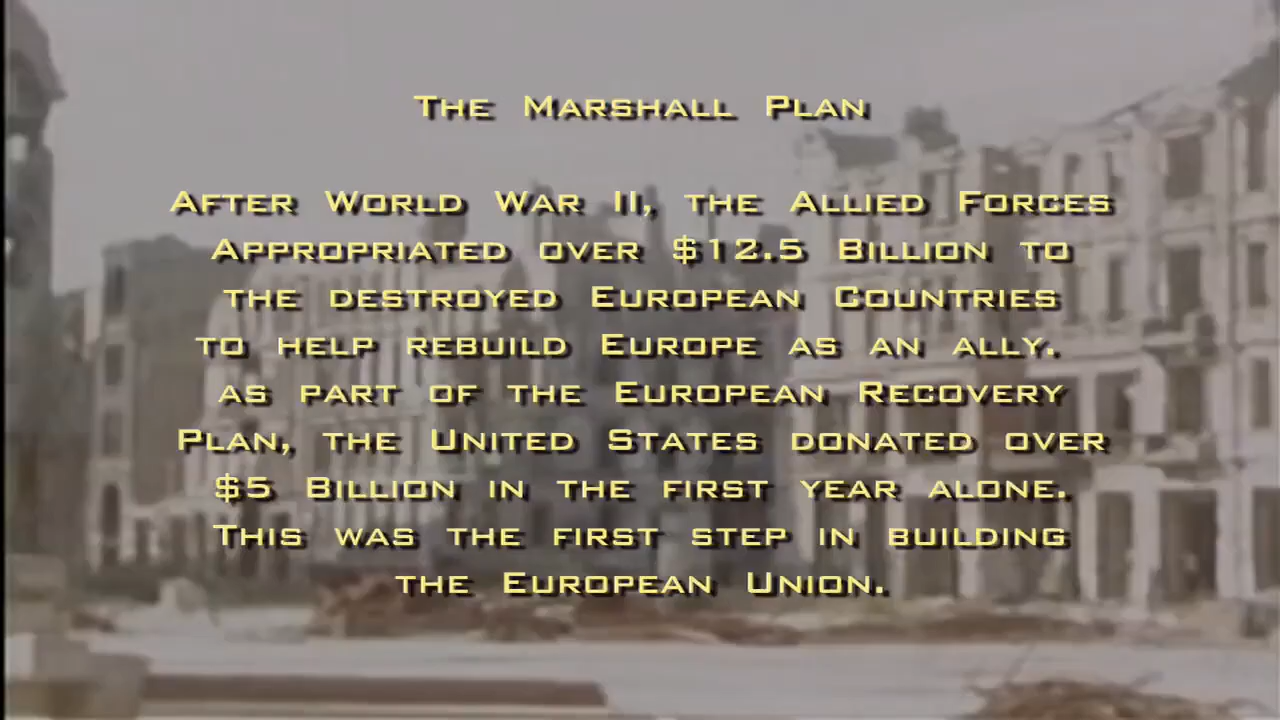 The Marshall Plan
After World War II, the Allied Forces
Appropriated over $12.5 Billion to
the destroyed European Countries
to help rebuild Europe as an ally.
as part of the European Recovery
Plan, the United States donated over
$5 Billion in the first year alone.
This was the first step in building
the European Union.